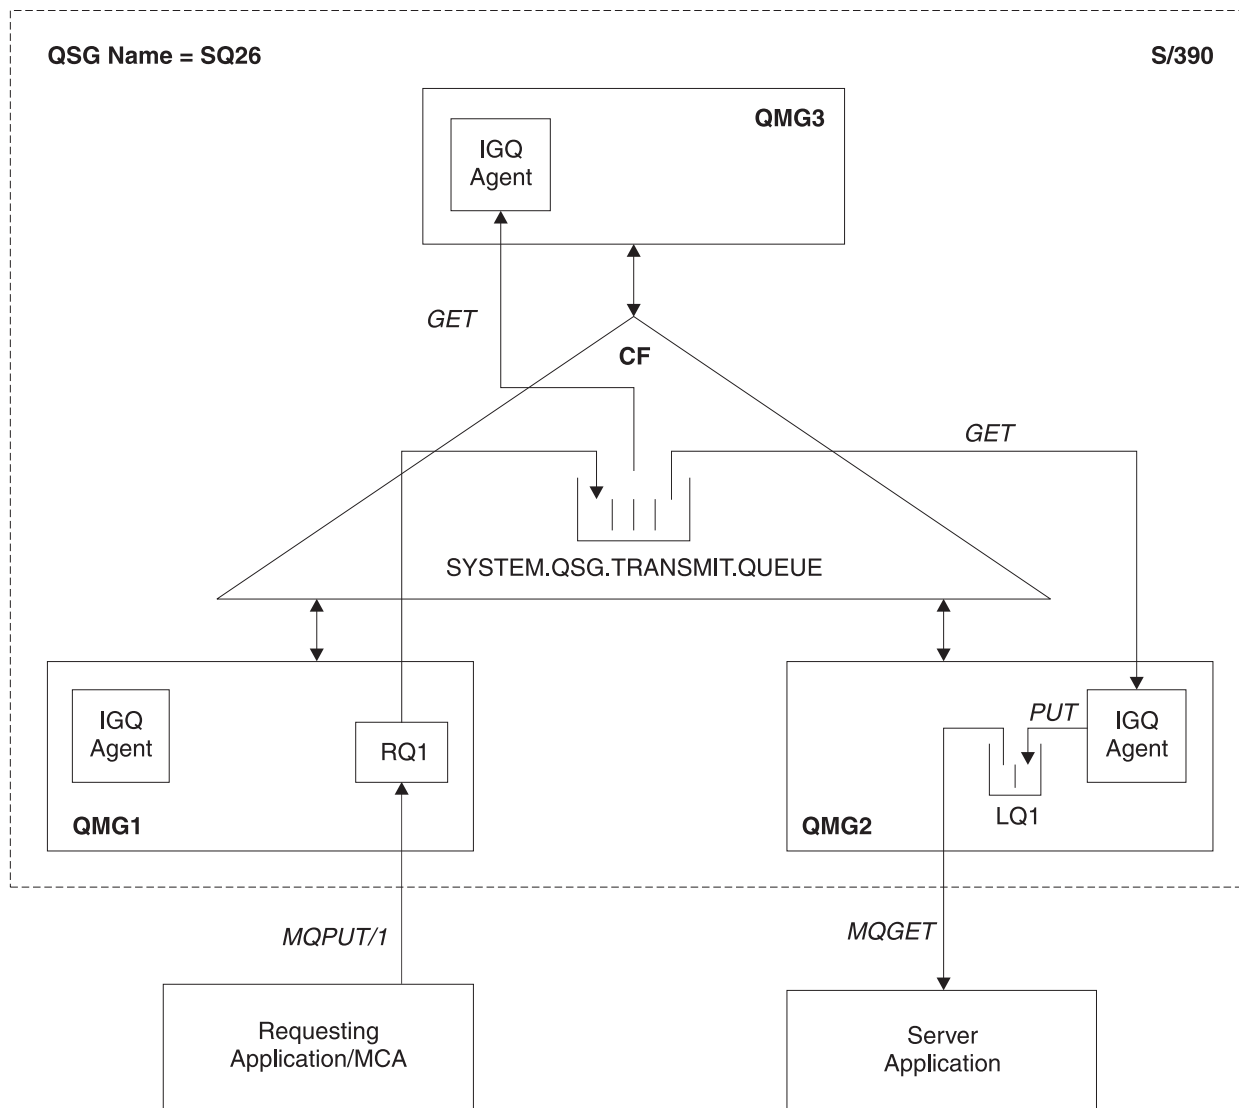 QSG Name = SQ26
S/390
QMG3
IGQ
Agent
GET
CF
GET
SYSTEM.QSG.TRANSMIT.QUEUE
IGQ
Agent
RQ1
QMG1
PUT
IGQ
Agent
LQ1
QMG2
MQPUT/1
MQGET
Requesting
Application/MCA
Server
Application